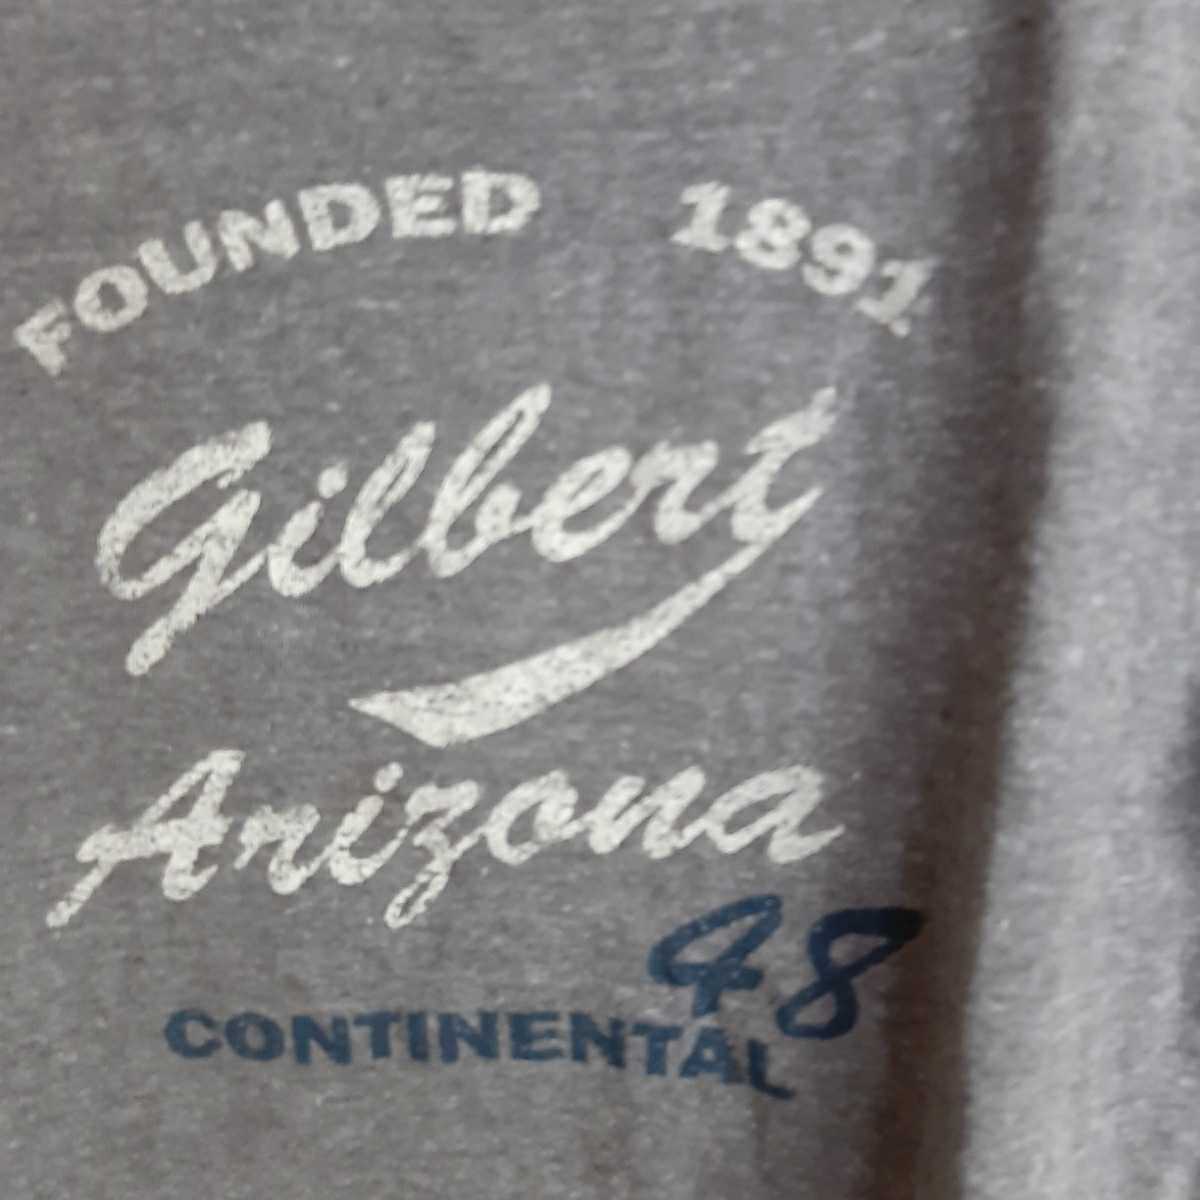 FOUNDED 1891
Gilbert
Arizona
48
CONTINENTAL